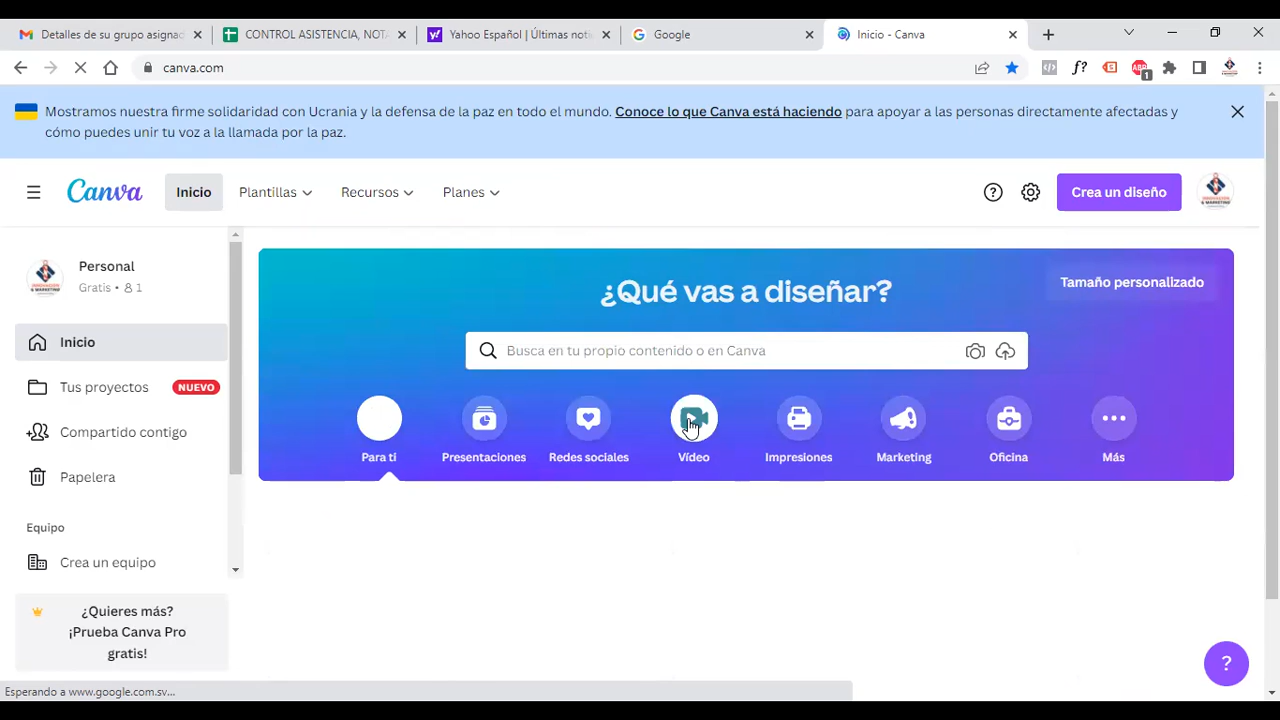 Detalles de su grupo asignac
CONTROL ASISTENCIA, NOTA
Yahoo Español | Últimas notic
Google
Inicio - Canva
canva.com
f?
ABP
1
Mostramos nuestra firme solidaridad con Ucrania y la defensa de la paz en todo el mundo. Conoce lo que Canva está haciendo para apoyar a las personas directamente afectadas y
cómo puedes unir tu voz a la llamada por la paz.
Canva
Inicio
Plantillas
Recursos
Planes
Crea un diseño
Personal
Gratis • 1
Inicio
Tus proyectos NUEVO
Compartido contigo
Papelera
Equipo
Crea un equipo
¿Quieres más?
¡Prueba Canva Pro
gratis!
¿Qué vas a diseñar?
Tamaño personalizado
Busca en tu propio contenido o en Canva
Para ti
Presentaciones
Redes sociales
Vídeo
Impresiones
Marketing
Oficina
Más
?
Esperando a www.google.com.sv...